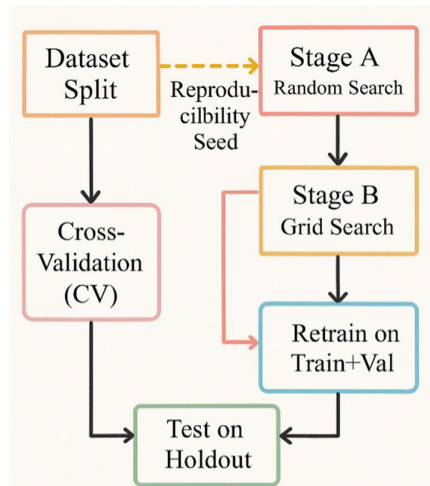 Dataset
Split
Reprodu-
cilbility
Seed
Stage A
Random Search
Stage B
Grid Search
Cross-
Validation
(CV)
Retrain on
Train+Val
Test on
Holdout